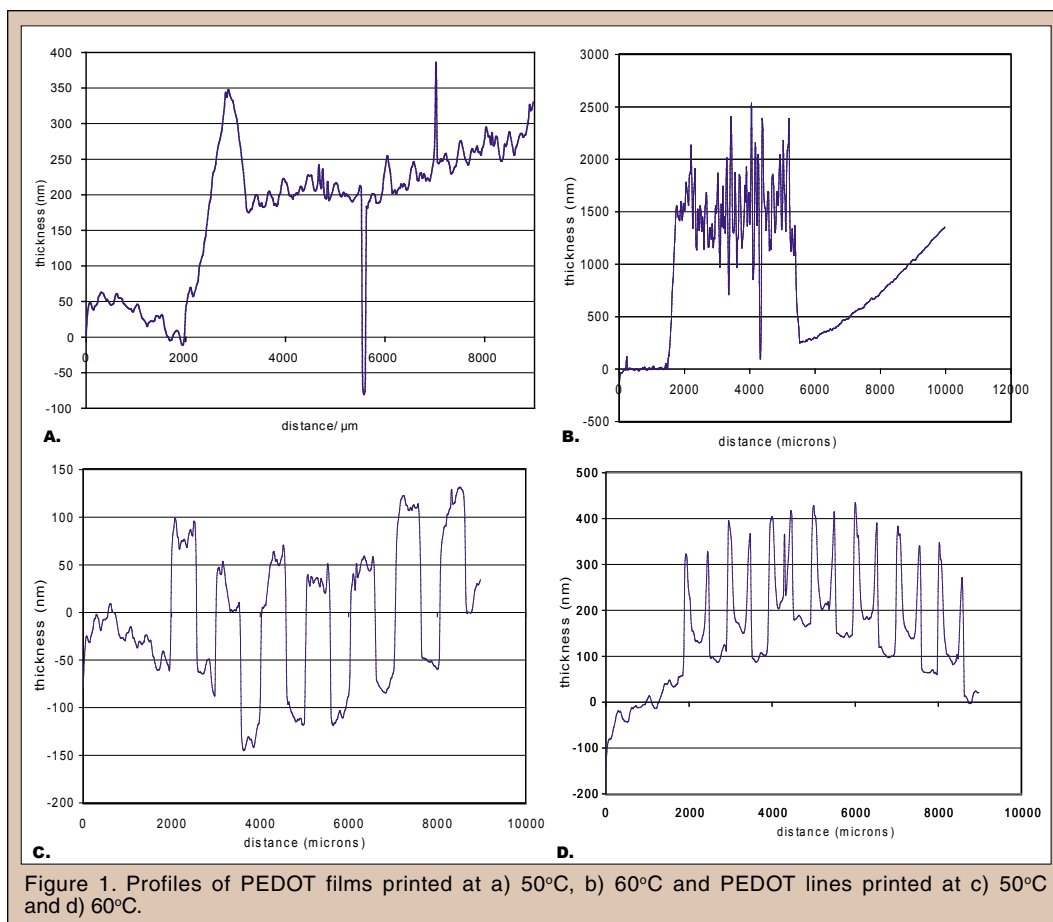 400
350
300
250
200
150
100
50
0
-50
-100
thickness (nm)
0 2000 4000 6000 8000
distance/ µm
A.
3000
2500
2000
1500
1000
500
0
-500
thickness (nm)
0 2000 4000 6000 8000 10000 12000
distance (microns)
B.
150
100
50
0
-50
-100
-150
-200
thickness (nm)
0 2000 4000 6000 8000 10000
distance (microns)
C.
500
400
300
200
100
0
-100
-200
thickness (nm)
0 2000 4000 6000 8000 10000
distance (microns)
D.
Figure 1. Profiles of PEDOT films printed at a) 50°C, b) 60°C and PEDOT lines printed at c) 50°C
and d) 60°C.